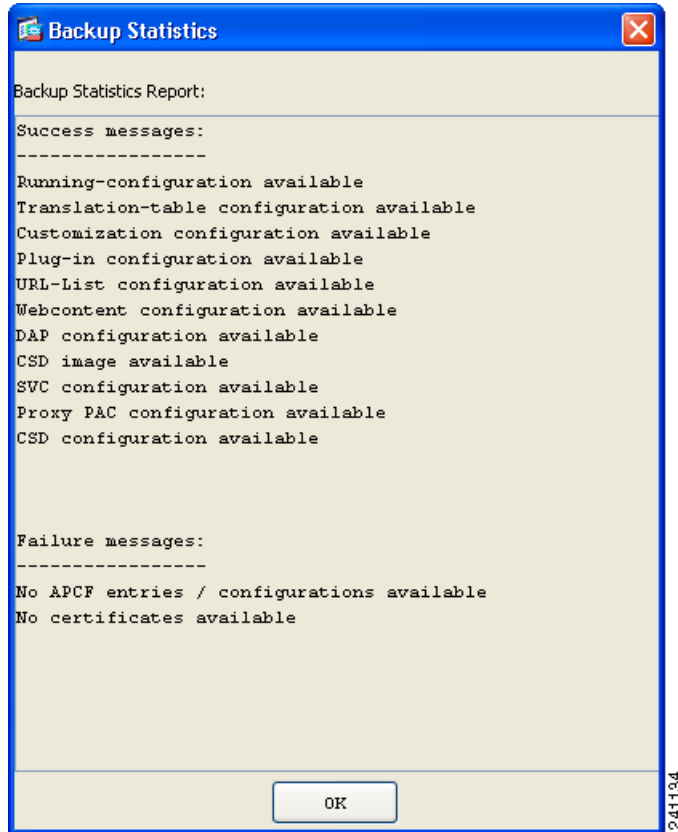 Backup Statistics
Backup Statistics Report:
Success messages:
-----------------
Running-configuration available
Translation-table configuration available
Customization configuration available
Plug-in configuration available
URL-List configuration available
Webcontent configuration available
DAP configuration available
CSD image available
SVC configuration available
Proxy PAC configuration available
CSD configuration available
Failure messages:
-----------------
No APCF entries / configurations available
No certificates available
OK
241134